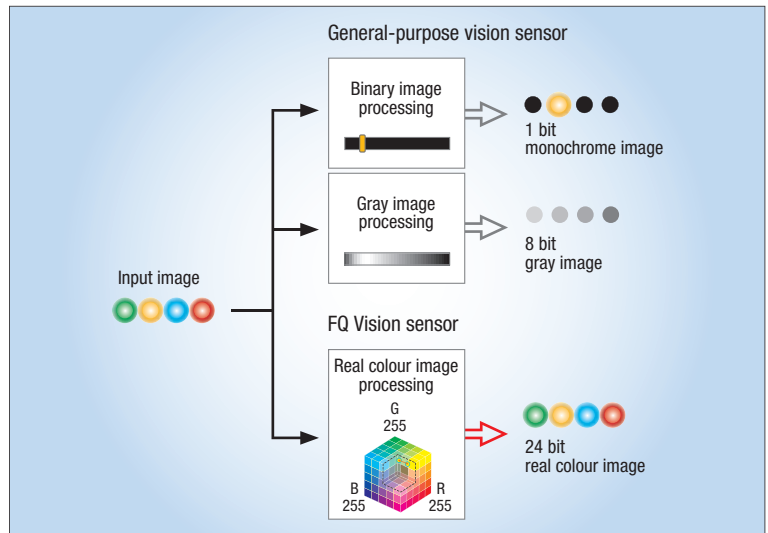 General-purpose vision sensor
Binary image
processing
1 bit
monochrome image
Gray image
processing
8 bit
gray image
Input image
FQ Vision sensor
Real colour image
processing
G
255
B
255
R
255
24 bit
real colour image